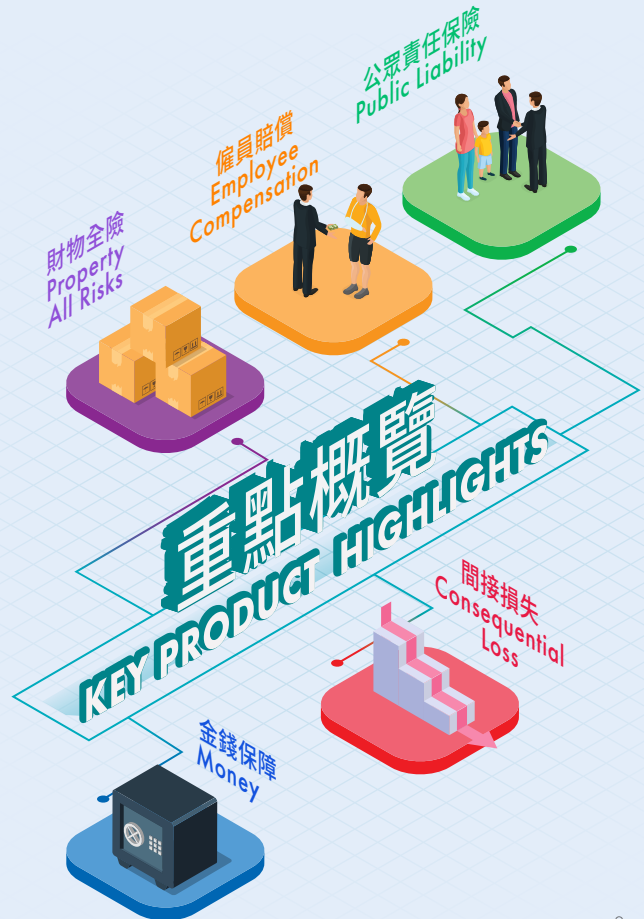 公眾責任保險
Public Liability
僱員賠償
Employee
Compensation
財物全險
Property
All Risks
重點概覽
KEY PRODUCT HIGHLIGHTS
間接損失
Consequential
Loss
金錢保障
Money